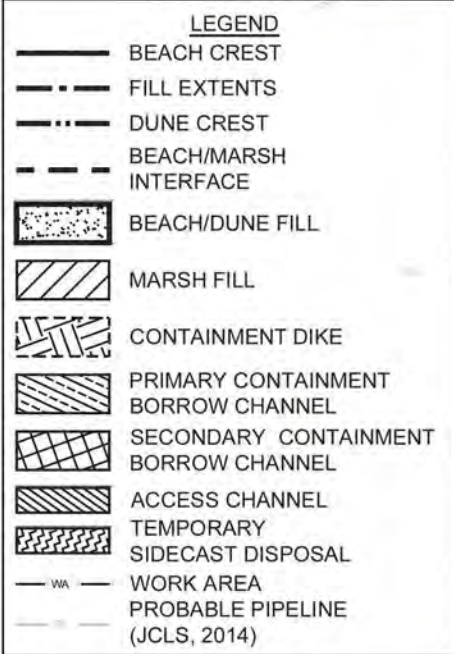 LEGEND
BEACH CREST
FILL EXTENTS
DUNE CREST
BEACH/MARSH
INTERFACE
BEACH/DUNE FILL
MARSH FILL
CONTAINMENT DIKE
PRIMARY CONTAINMENT
BORROW CHANNEL
SECONDARY CONTAINMENT
BORROW CHANNEL
ACCESS CHANNEL
TEMPORARY
SIDECAST DISPOSAL
WA WORK AREA
PROBABLE PIPELINE
(JCLS, 2014)